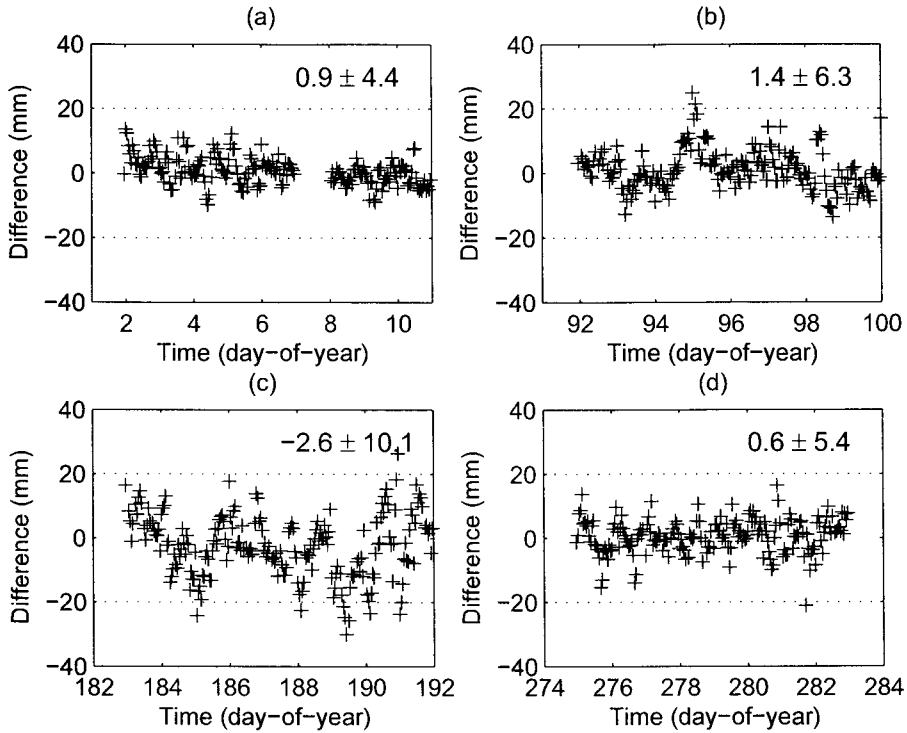 (a)
40
20
0
−20
−40
Difference (mm)
0.9 ± 4.4
2 4 6 8 10
Time (day−of−year)
(b)
40
20
0
−20
−40
Difference (mm)
1.4 ± 6.3
92 94 96 98 100
Time (day−of−year)
(c)
40
20
0
−20
−40
Difference (mm)
−2.6 ± 10.1
182 184 186 188 190 192
Time (day−of−year)
(d)
40
20
0
−20
−40
Difference (mm)
0.6 ± 5.4
274 276 278 280 282 284
Time (day−of−year)